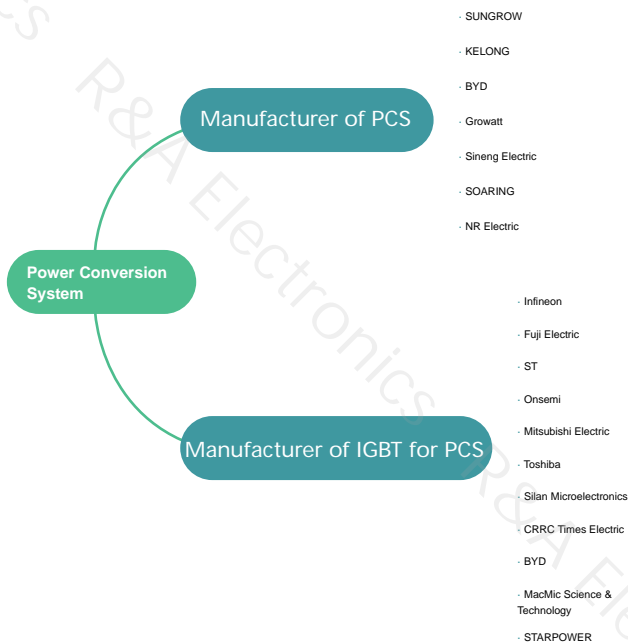 · SUNGROW
· KELONG
· BYD
Manufacturer of PCS
· Growatt
· Sineng Electric
· SOARING
· NR Electric
Power Conversion
System
· Infineon
· Fuji Electric
· ST
· Onsemi
· Mitsubishi Electric
Manufacturer of IGBT for PCS
· Toshiba
· Silan Microelectronics
· CRRC Times Electric
· BYD
· MacMic Science &
Technology
· STARPOWER
cs
R&A Electronics
R&A Ele